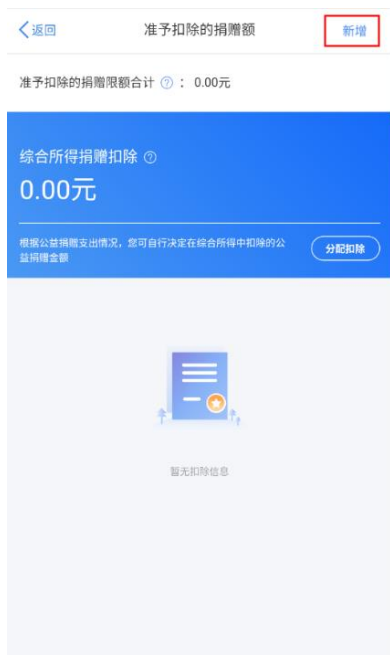 返回
准予扣除的捐赠额
新增
准予扣除的捐赠限额合计 ? : 0.00元
综合所得捐赠扣除 ?
0.00元
根据公益捐赠支出情况，您可自行决定在综合所得中扣除的公
益捐赠金额
分配扣除
暂无扣除信息